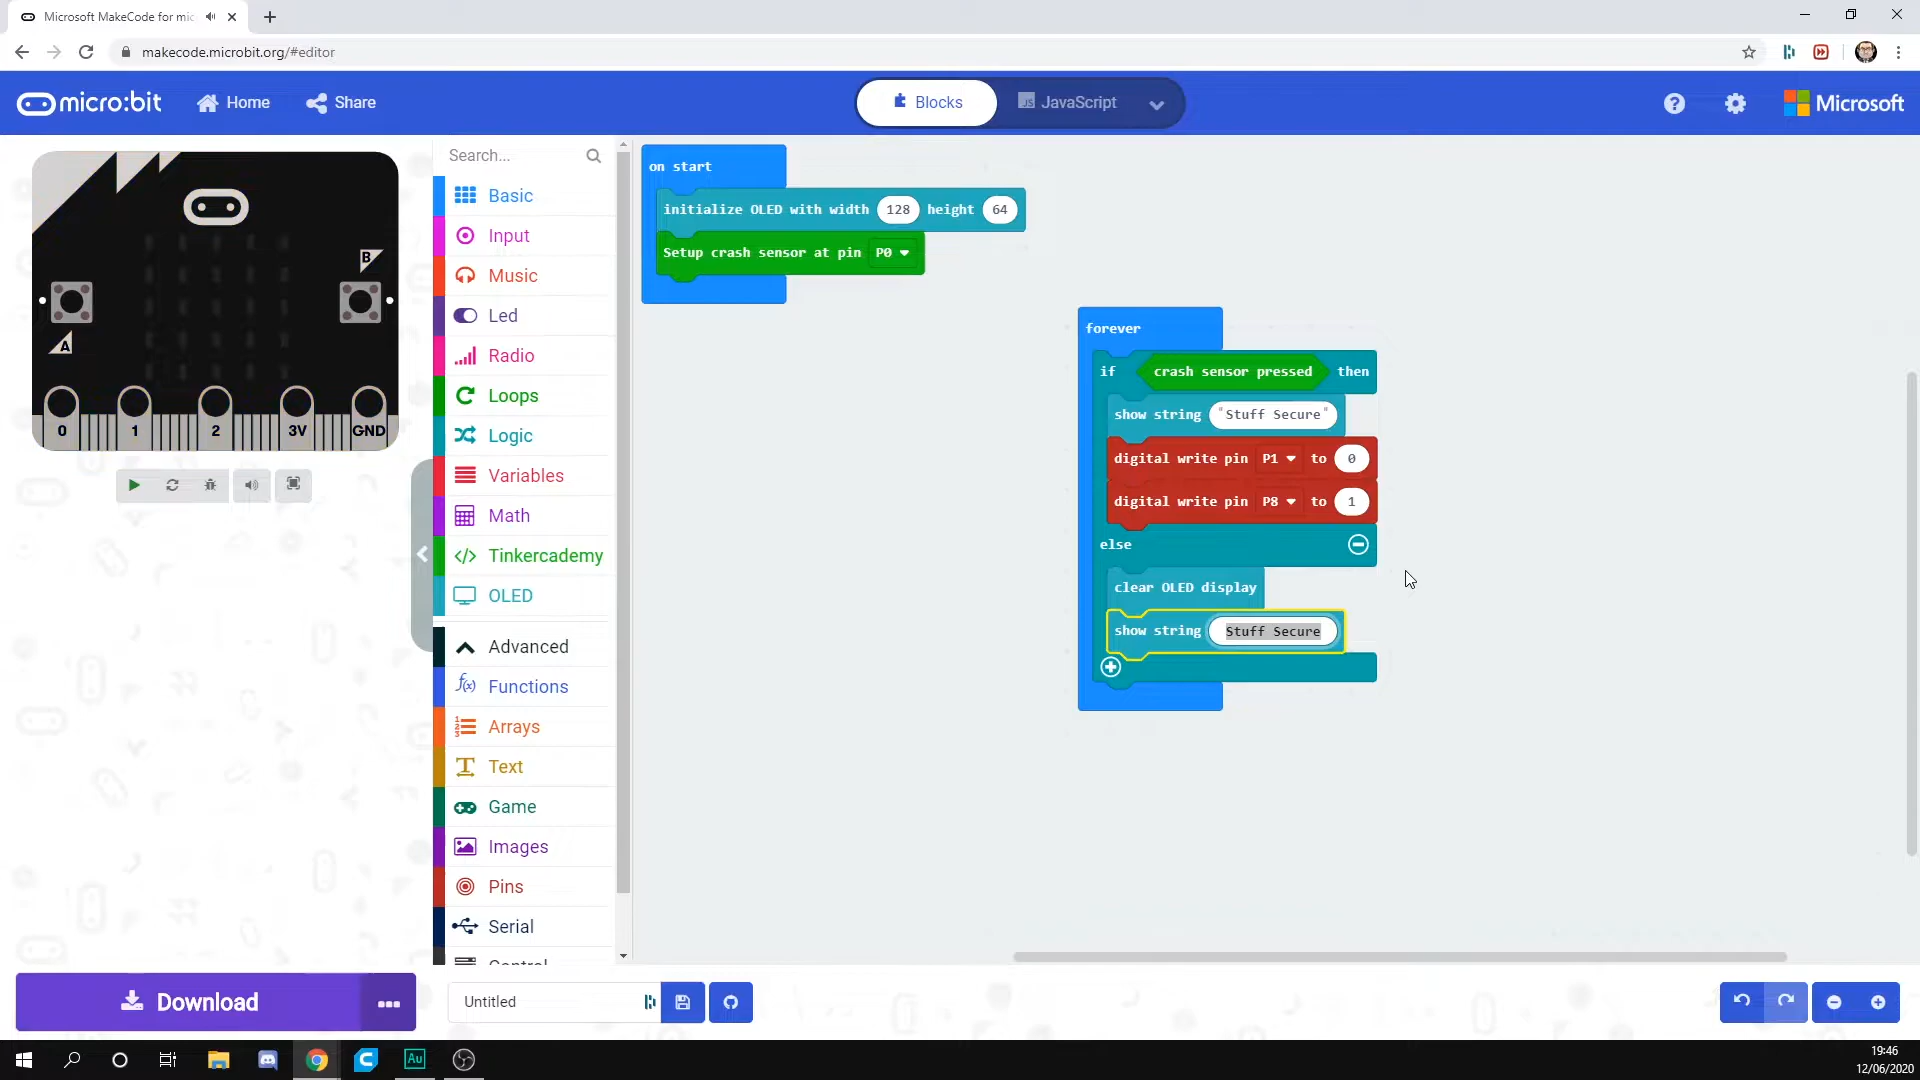 Microsoft MakeCode for mic
makecode.microbit.org/#editor
micro:bit
Home
Share
Blocks
JS
JavaScript
?
Microsoft
B
A
0
1
2
3V
GND
Search...
Basic
Input
Music
Led
Radio
Loops
Logic
Variables
Math
Tinkercademy
OLED
Advanced
Functions
Arrays
Text
Game
Images
Pins
Serial
on start
initialize OLED with width 128 height 64
Setup crash sensor at pin P0
forever
if crash sensor pressed then
show string "Stuff Secure"
digital write pin P1 to 0
digital write pin P8 to 1
else
clear OLED display
show string Stuff Secure
Download
Untitled
Au
19:46
12/06/2020